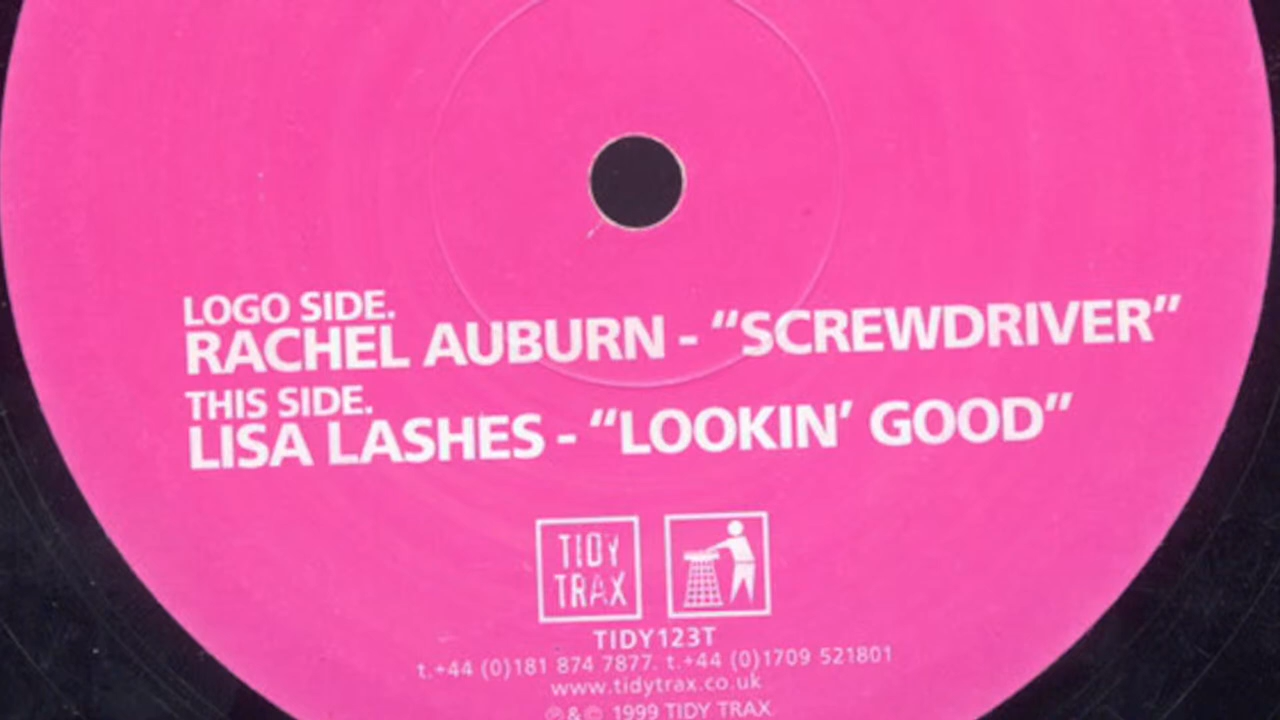 LOGO SIDE.
RACHEL AUBURN - “SCREWDRIVER”
THIS SIDE.
LISA LASHES - “LOOKIN’ GOOD”
TIDY
TRAX
TIDY123T
t.+44 (0)181 874 7877. t.+44 (0)1709 521801
www.tidytrax.co.uk
℗ & © 1999 TIDY TRAX